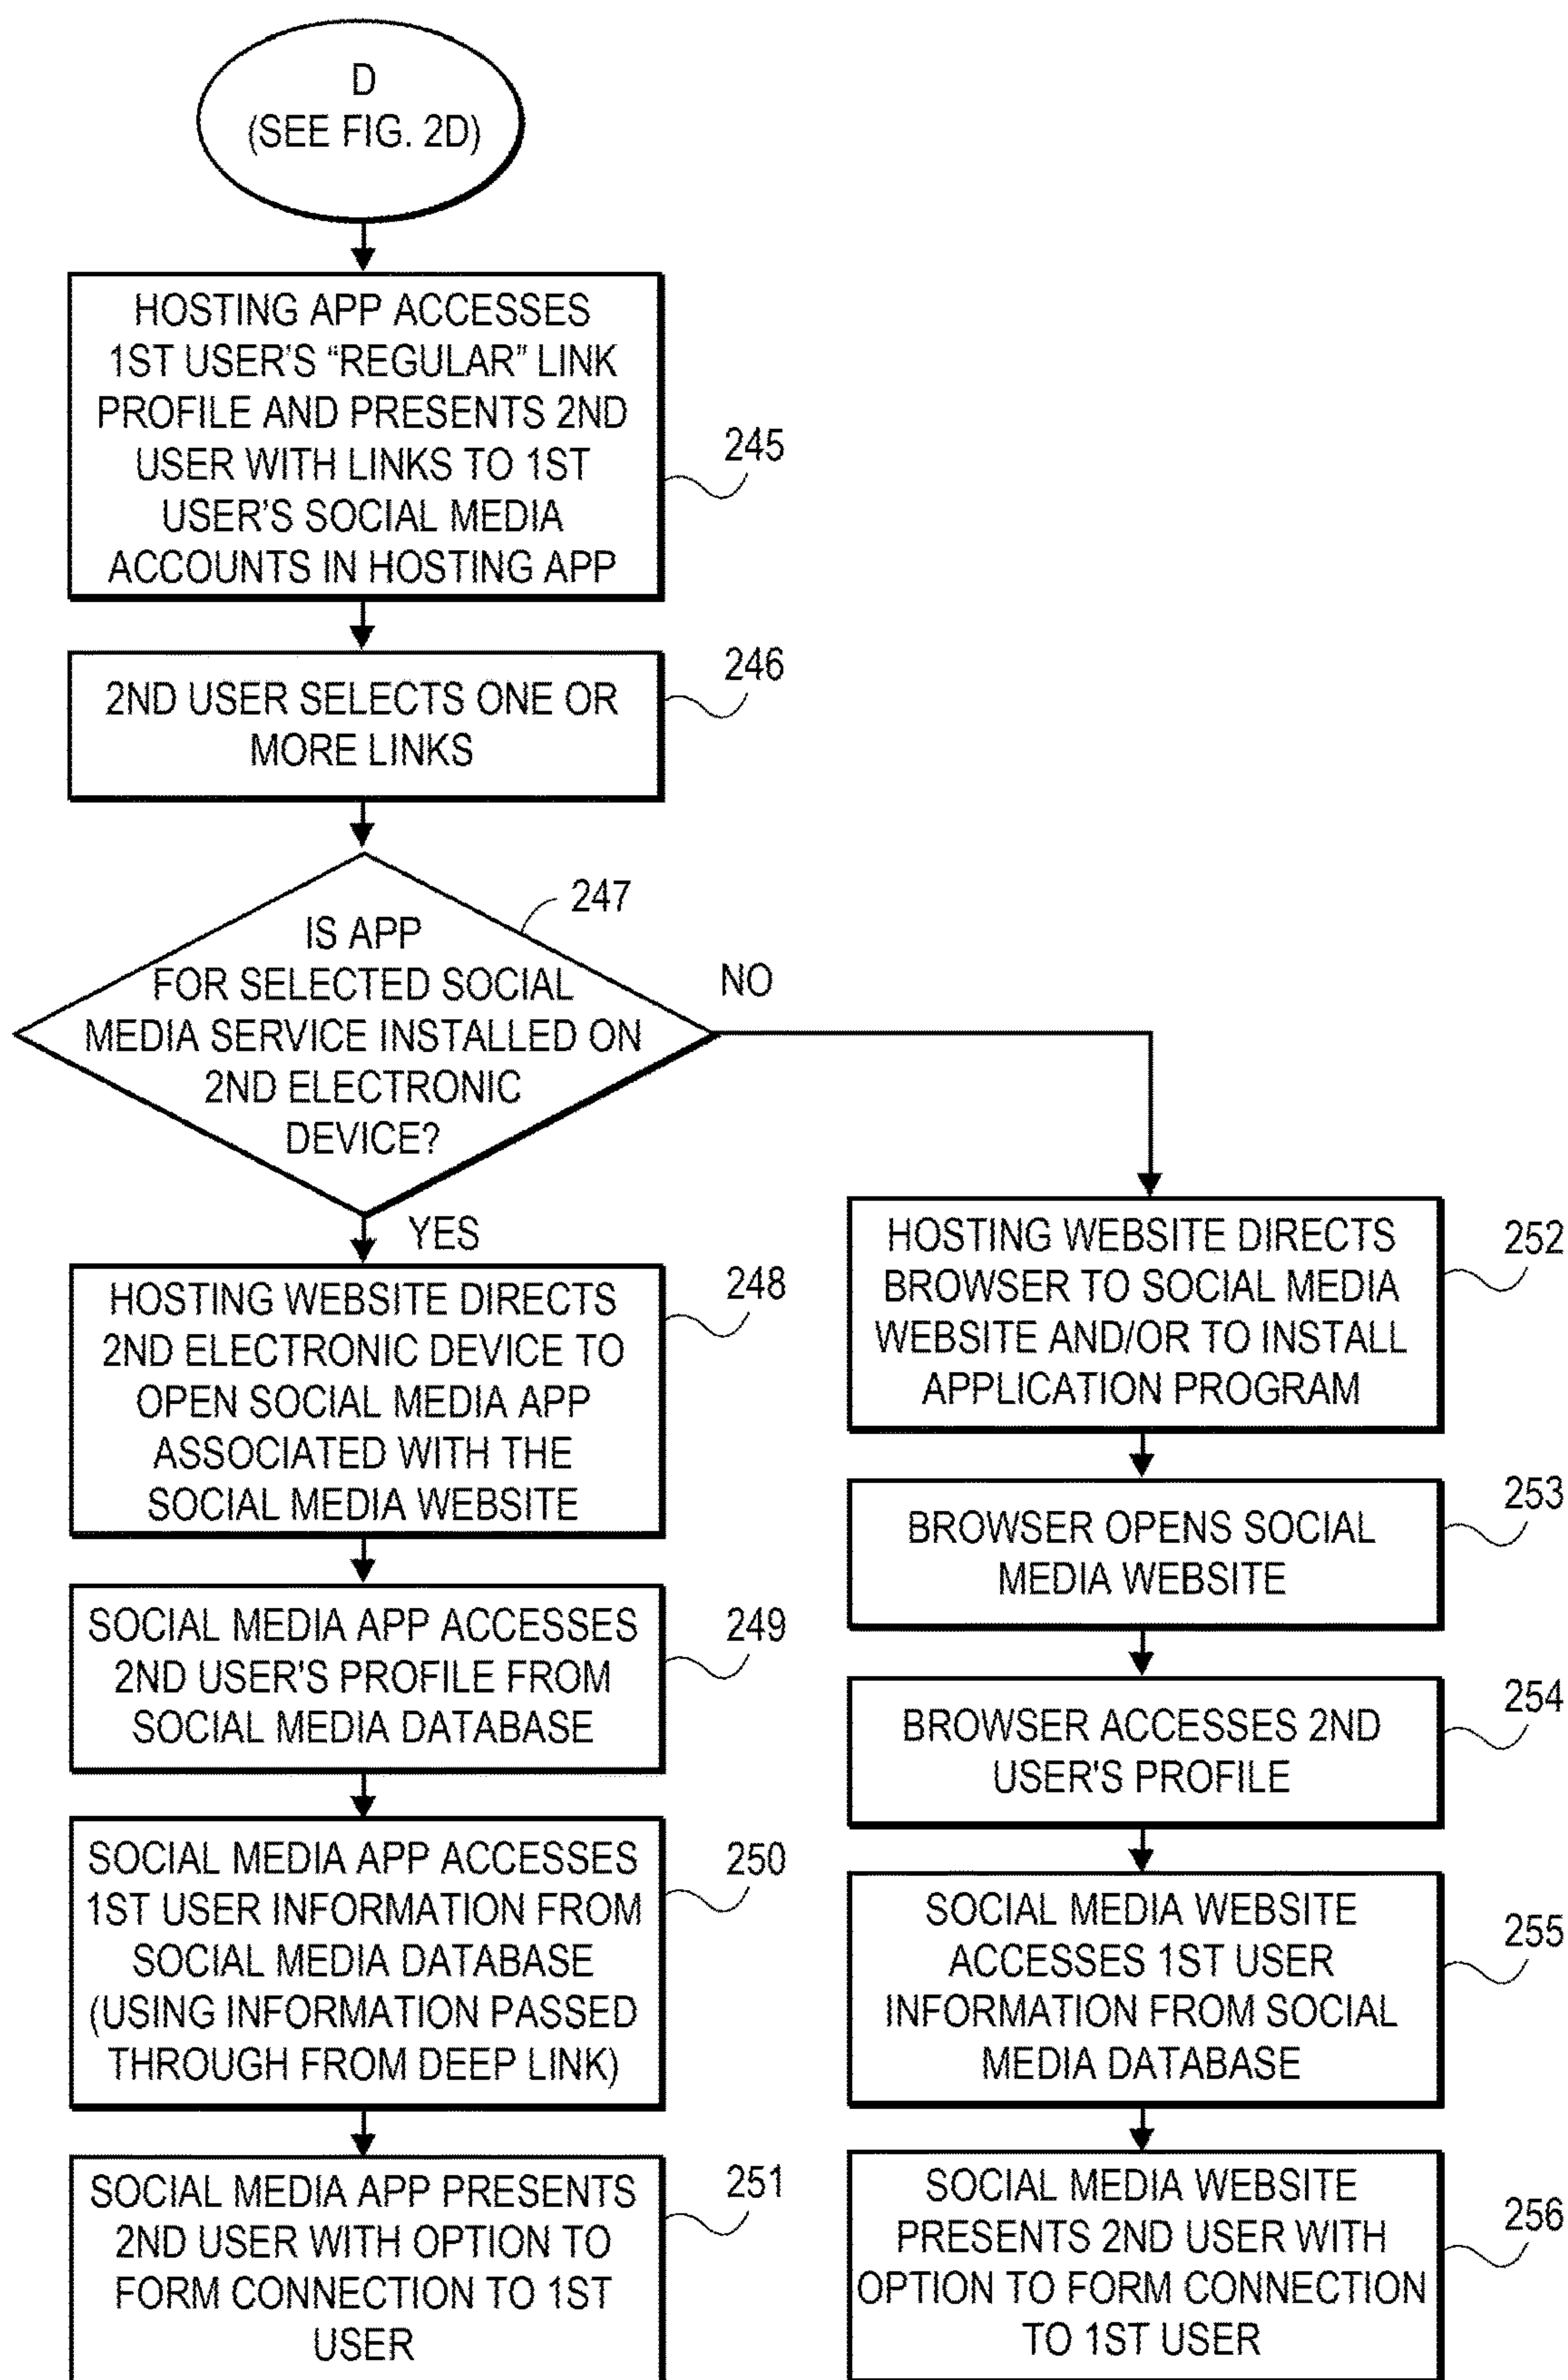 D
(SEE FIG. 2D)
HOSTING APP ACCESSES
1ST USER'S “REGULAR” LINK
PROFILE AND PRESENTS 2ND
USER WITH LINKS TO 1ST
USER'S SOCIAL MEDIA
ACCOUNTS IN HOSTING APP
245
2ND USER SELECTS ONE OR
MORE LINKS
246
IS APP
FOR SELECTED SOCIAL
MEDIA SERVICE INSTALLED ON
2ND ELECTRONIC
DEVICE?
247
NO
YES
HOSTING WEBSITE DIRECTS
2ND ELECTRONIC DEVICE TO
OPEN SOCIAL MEDIA APP
ASSOCIATED WITH THE
SOCIAL MEDIA WEBSITE
248
SOCIAL MEDIA APP ACCESSES
2ND USER'S PROFILE FROM
SOCIAL MEDIA DATABASE
249
SOCIAL MEDIA APP ACCESSES
1ST USER INFORMATION FROM
SOCIAL MEDIA DATABASE
(USING INFORMATION PASSED
THROUGH FROM DEEP LINK)
250
SOCIAL MEDIA APP PRESENTS
2ND USER WITH OPTION TO
FORM CONNECTION TO 1ST
USER
251
HOSTING WEBSITE DIRECTS
BROWSER TO SOCIAL MEDIA
WEBSITE AND/OR TO INSTALL
APPLICATION PROGRAM
252
BROWSER OPENS SOCIAL
MEDIA WEBSITE
253
BROWSER ACCESSES 2ND
USER'S PROFILE
254
SOCIAL MEDIA WEBSITE
ACCESSES 1ST USER
INFORMATION FROM SOCIAL
MEDIA DATABASE
255
SOCIAL MEDIA WEBSITE
PRESENTS 2ND USER WITH
OPTION TO FORM CONNECTION
TO 1ST USER
256